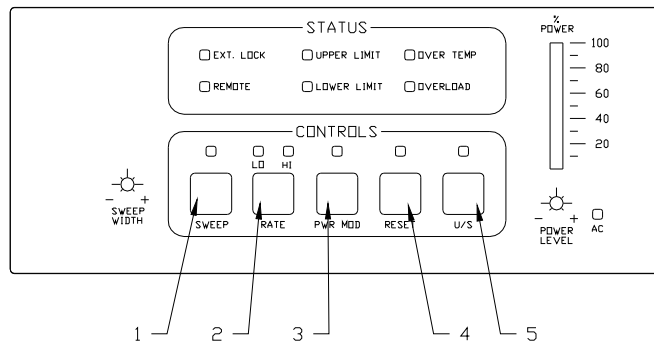 STATUS
EXT. LOCK UPPER LIMIT OVER TEMP
REMOTE LOWER LIMIT OVERLOAD
%
POWER
100
80
60
40
20
CONTROLS
LO HI
SWEEP RATE PWR MOD RESET U/S
- +
SWEEP
WIDTH
- +
POWER
LEVEL
AC
1 2 3 4 5